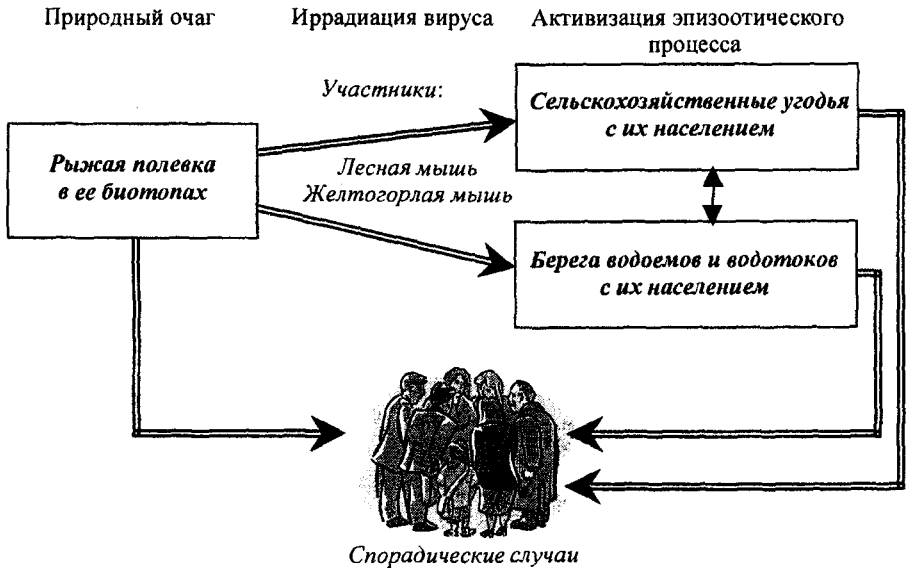 Природный очаг
Иррадиация вируса
Активизация эпизоотического
процесса
Участники:
Сельскохозяйственные угодья
с их населением
Рыжая полевка
в ее биотопах
Лесная мышь
Желтогорлая мышь
Берега водоемов и водотоков
с их населением
Спорадические случаи